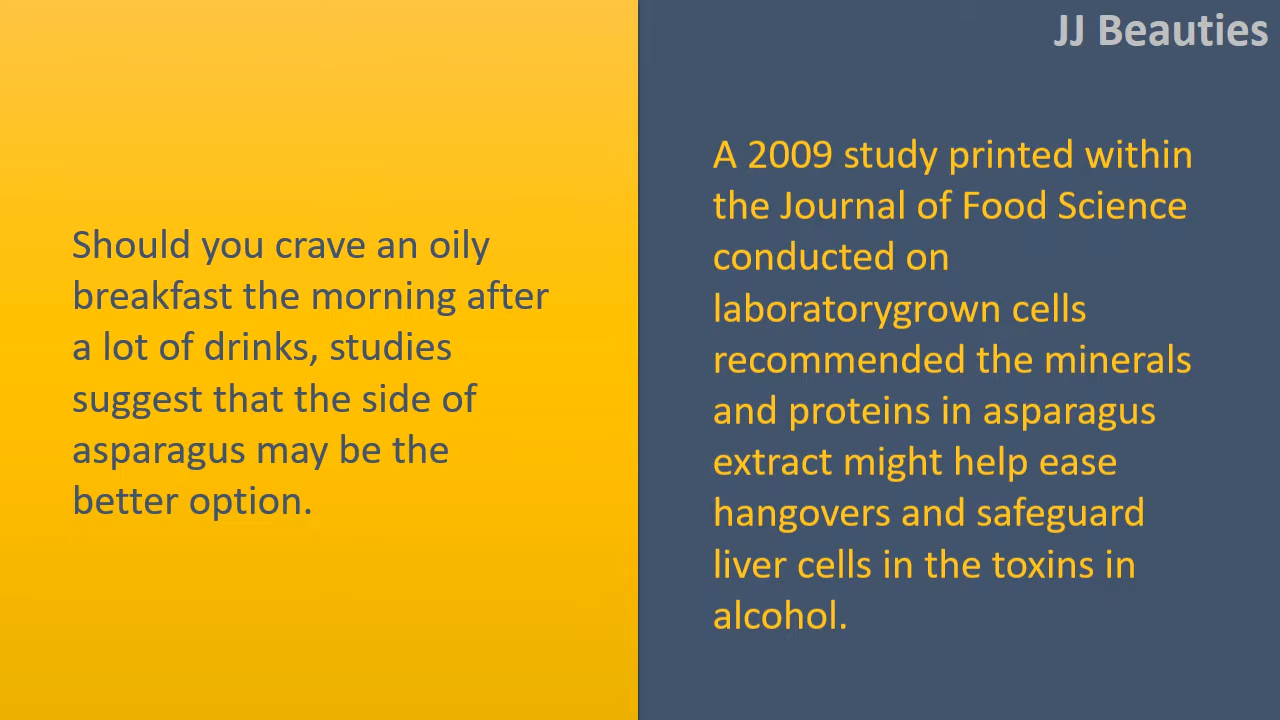 JJ Beauties
Should you crave an oily
breakfast the morning after
a lot of drinks, studies
suggest that the side of
asparagus may be the
better option.
A 2009 study printed within
the Journal of Food Science
conducted on
laboratorygrown cells
recommended the minerals
and proteins in asparagus
extract might help ease
hangovers and safeguard
liver cells in the toxins in
alcohol.